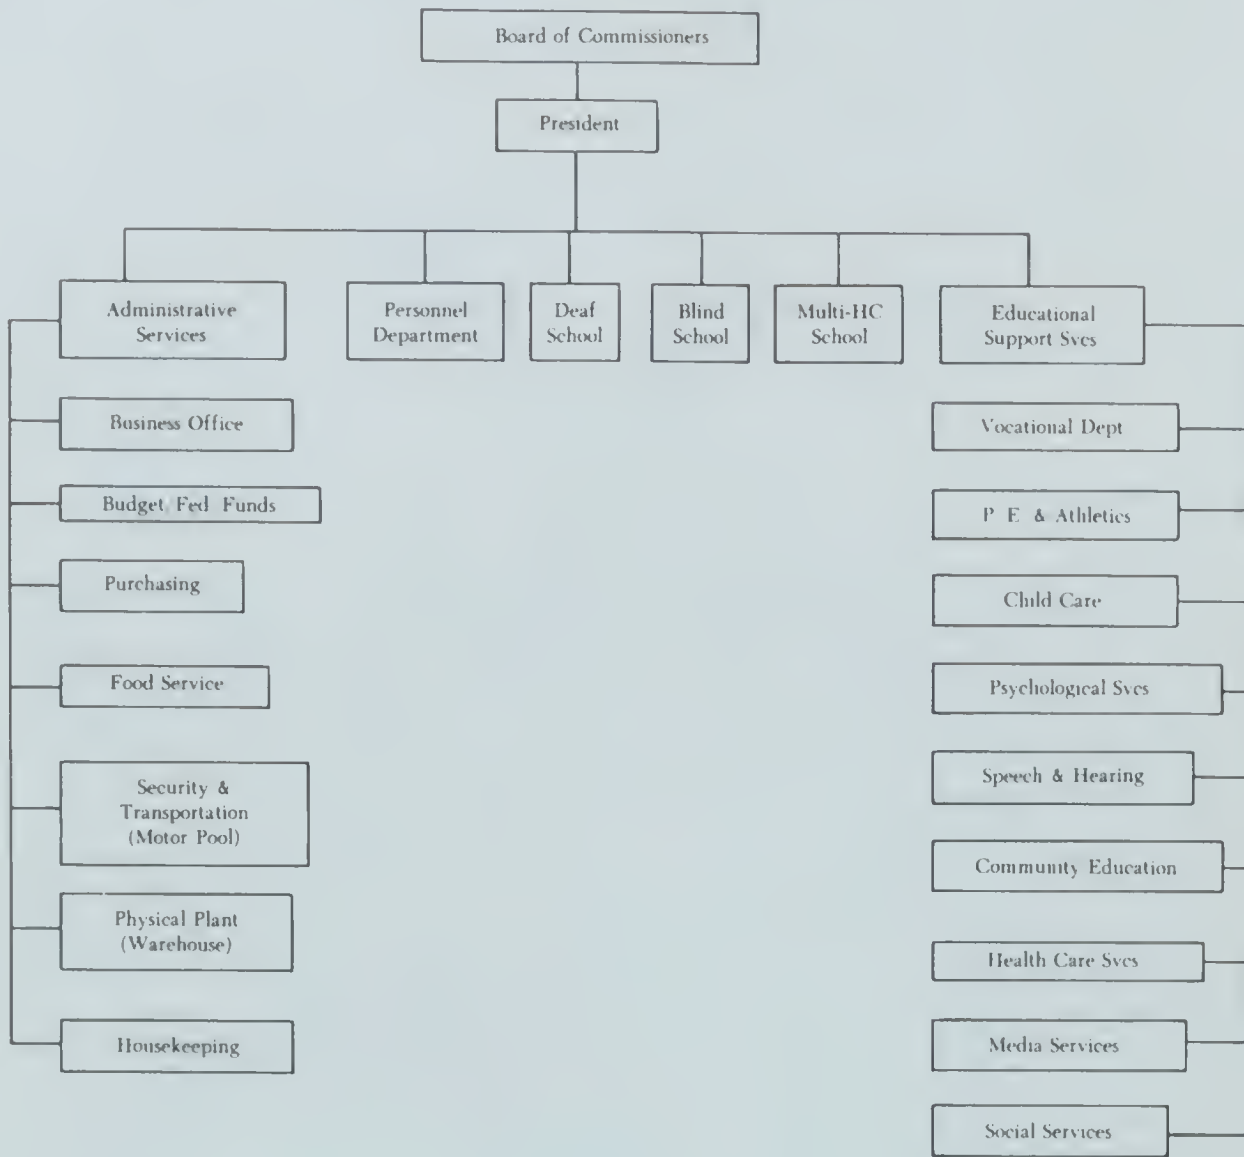 Board of Commissioners
President
Administrative
Services
Personnel
Department
Deaf
School
Blind
School
Multi-HC
School
Educational
Support Svcs
Business Office
Budget Fed Funds
Purchasing
Food Service
Security &
Transportation
(Motor Pool)
Physical Plant
(Warehouse)
Housekeeping
Vocational Dept
P E & Athletics
Child Care
Psychological Svcs
Speech & Hearing
Community Education
Health Care Svcs
Media Services
Social Services